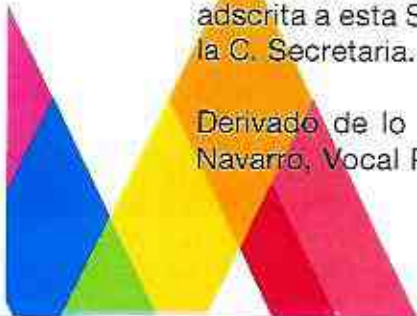 adscrita a esta S
la C. Secretaria.
Derivado de lo
Navarro, Vocal P